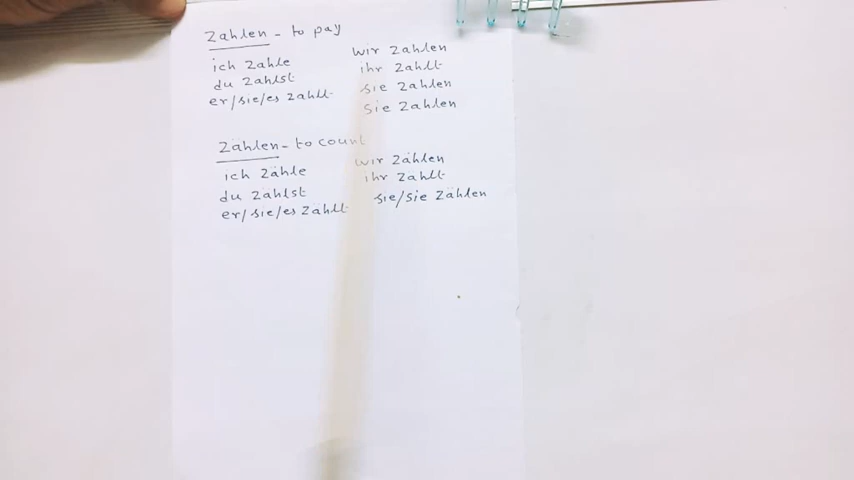 Zahlen - to pay
ich Zahle
du Zahlst
er/sie/es Zahlt
wir Zahlen
ihr Zahlt
sie Zahlen
Sie Zahlen
Zählen - to count
ich Zähle
du Zählst
er/sie/es Zählt
wir Zählen
ihr Zählt
sie/Sie Zählen